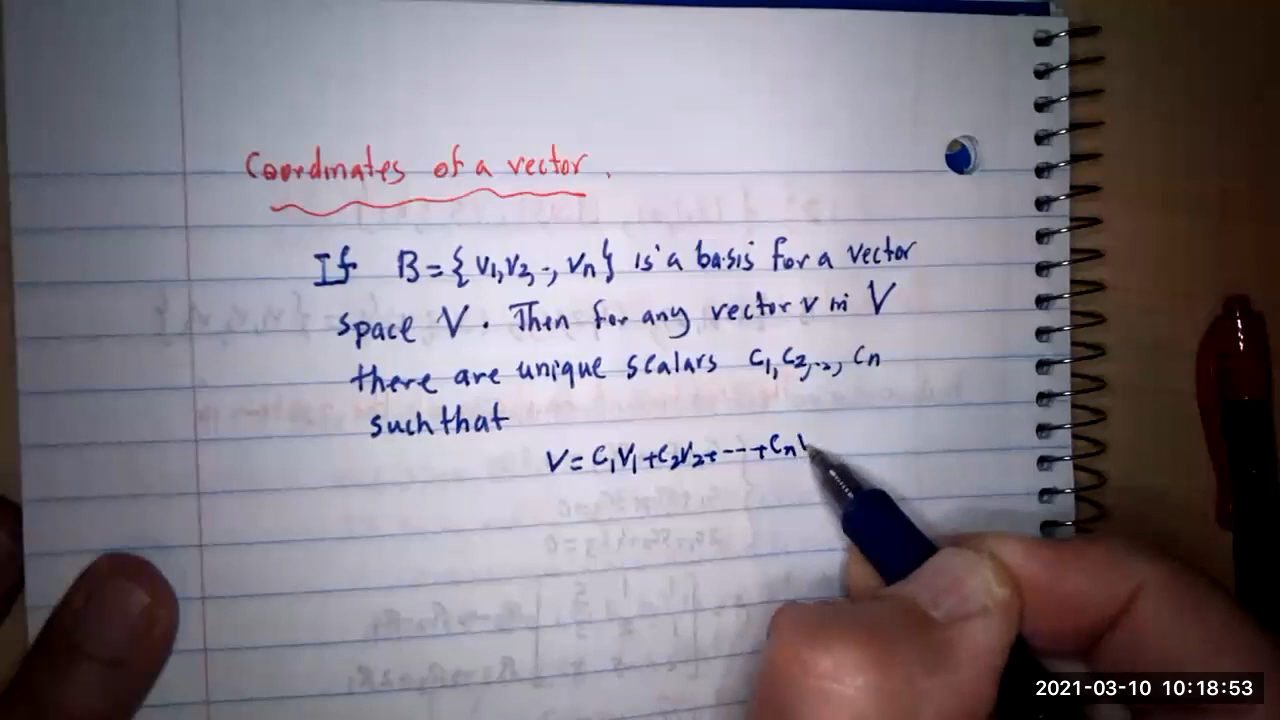 Coordinates of a vector.
If B = {v1, v2, .., vn} is a basis for a vector
space V. Then for any vector v in V
there are unique scalars c1, c2, .., cn
such that
v = c1v1 + c2v2 + --- + cnv
2021-03-10 10:18:53